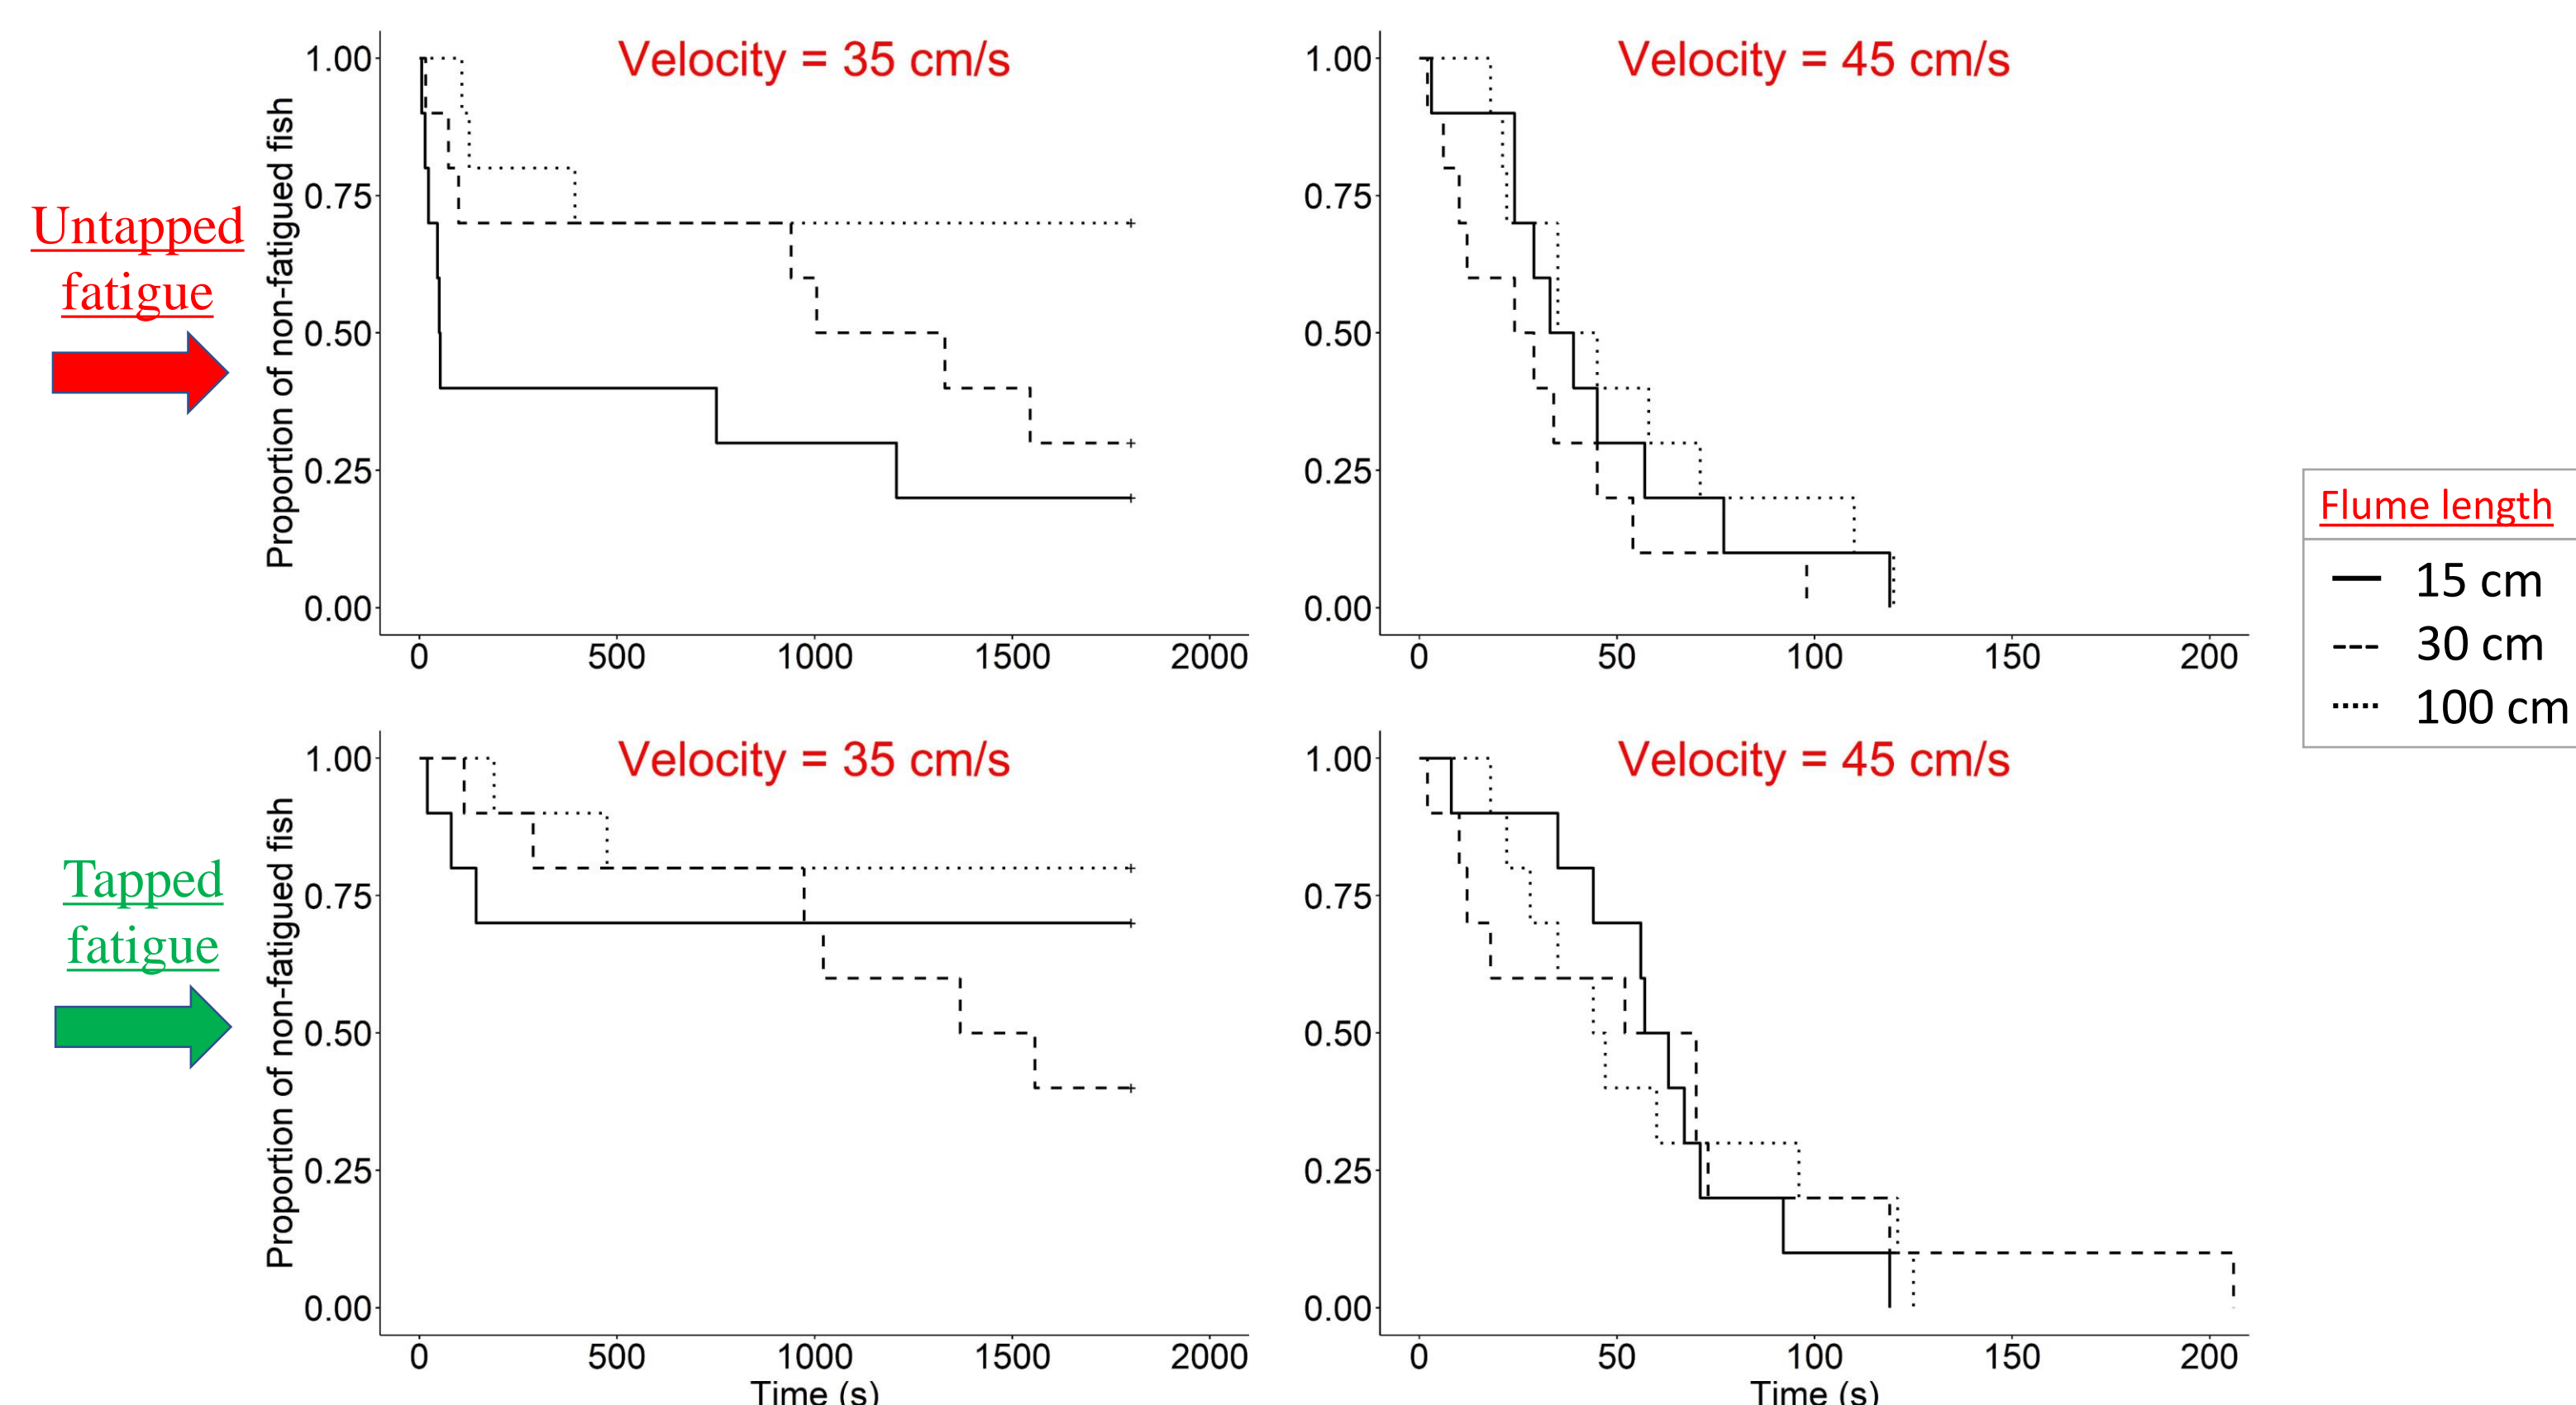 Velocity = 35 cm/s
Velocity = 45 cm/s
Untapped
fatigue
Proportion of non-fatigued fish
1.00
0.75
0.50
0.25
0.00
0 500 1000 1500 2000
1.00
0.75
0.50
0.25
0.00
0 50 100 150 200
Flume length
15 cm
30 cm
100 cm
Velocity = 35 cm/s
Velocity = 45 cm/s
Tapped
fatigue
Proportion of non-fatigued fish
1.00
0.75
0.50
0.25
0.00
0 500 1000 1500 2000
Time (s)
1.00
0.75
0.50
0.25
0.00
0 50 100 150 200
Time (s)